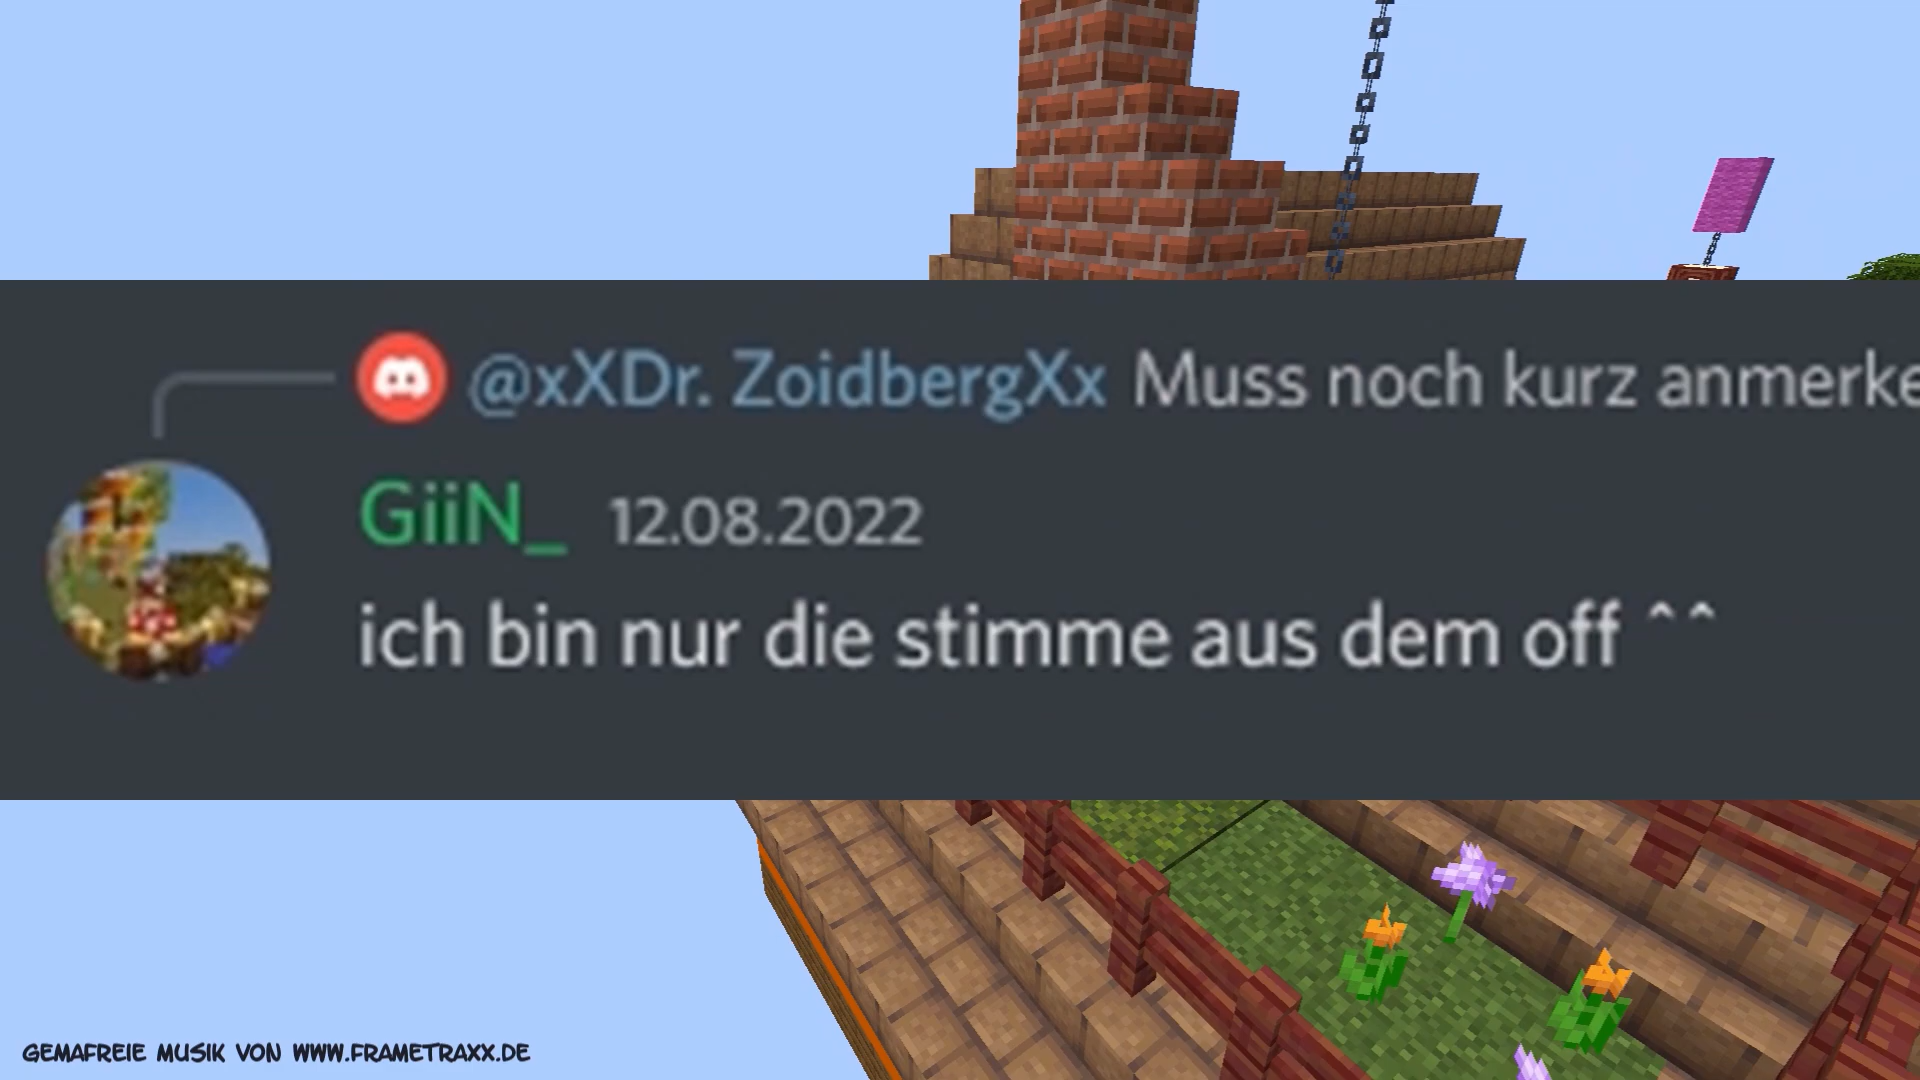 @xXDr. ZoidbergXx Muss noch kurz anmerke
GiiN_ 12.08.2022
ich bin nur die stimme aus dem off ^^
GEMAFREIE MUSIK VON WWW.FRAMETRAXX.DE